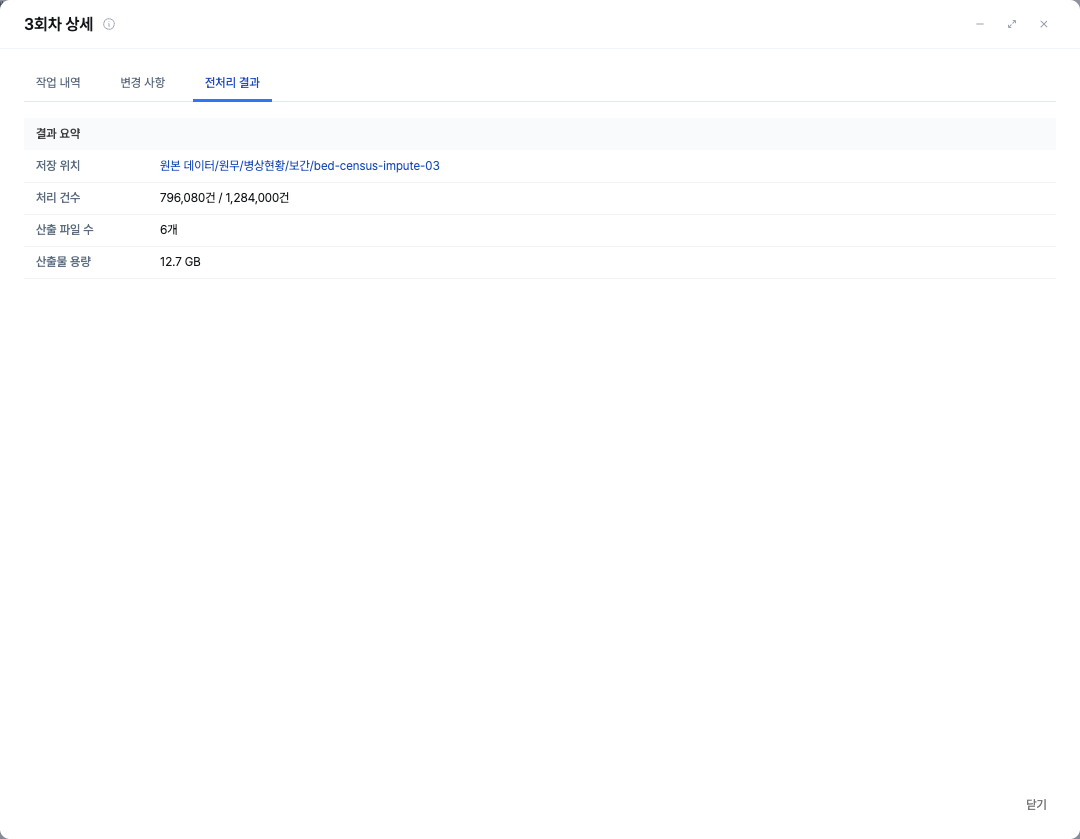 3회차 상세
작업 내역 변경 사항 전처리 결과
결과 요약
저장 위치 원본 데이터/원무/병상현황/보간/bed-census-impute-03
처리 건수 796,080건 / 1,284,000건
산출 파일 수 6개
산출물 용량 12.7 GB
닫기